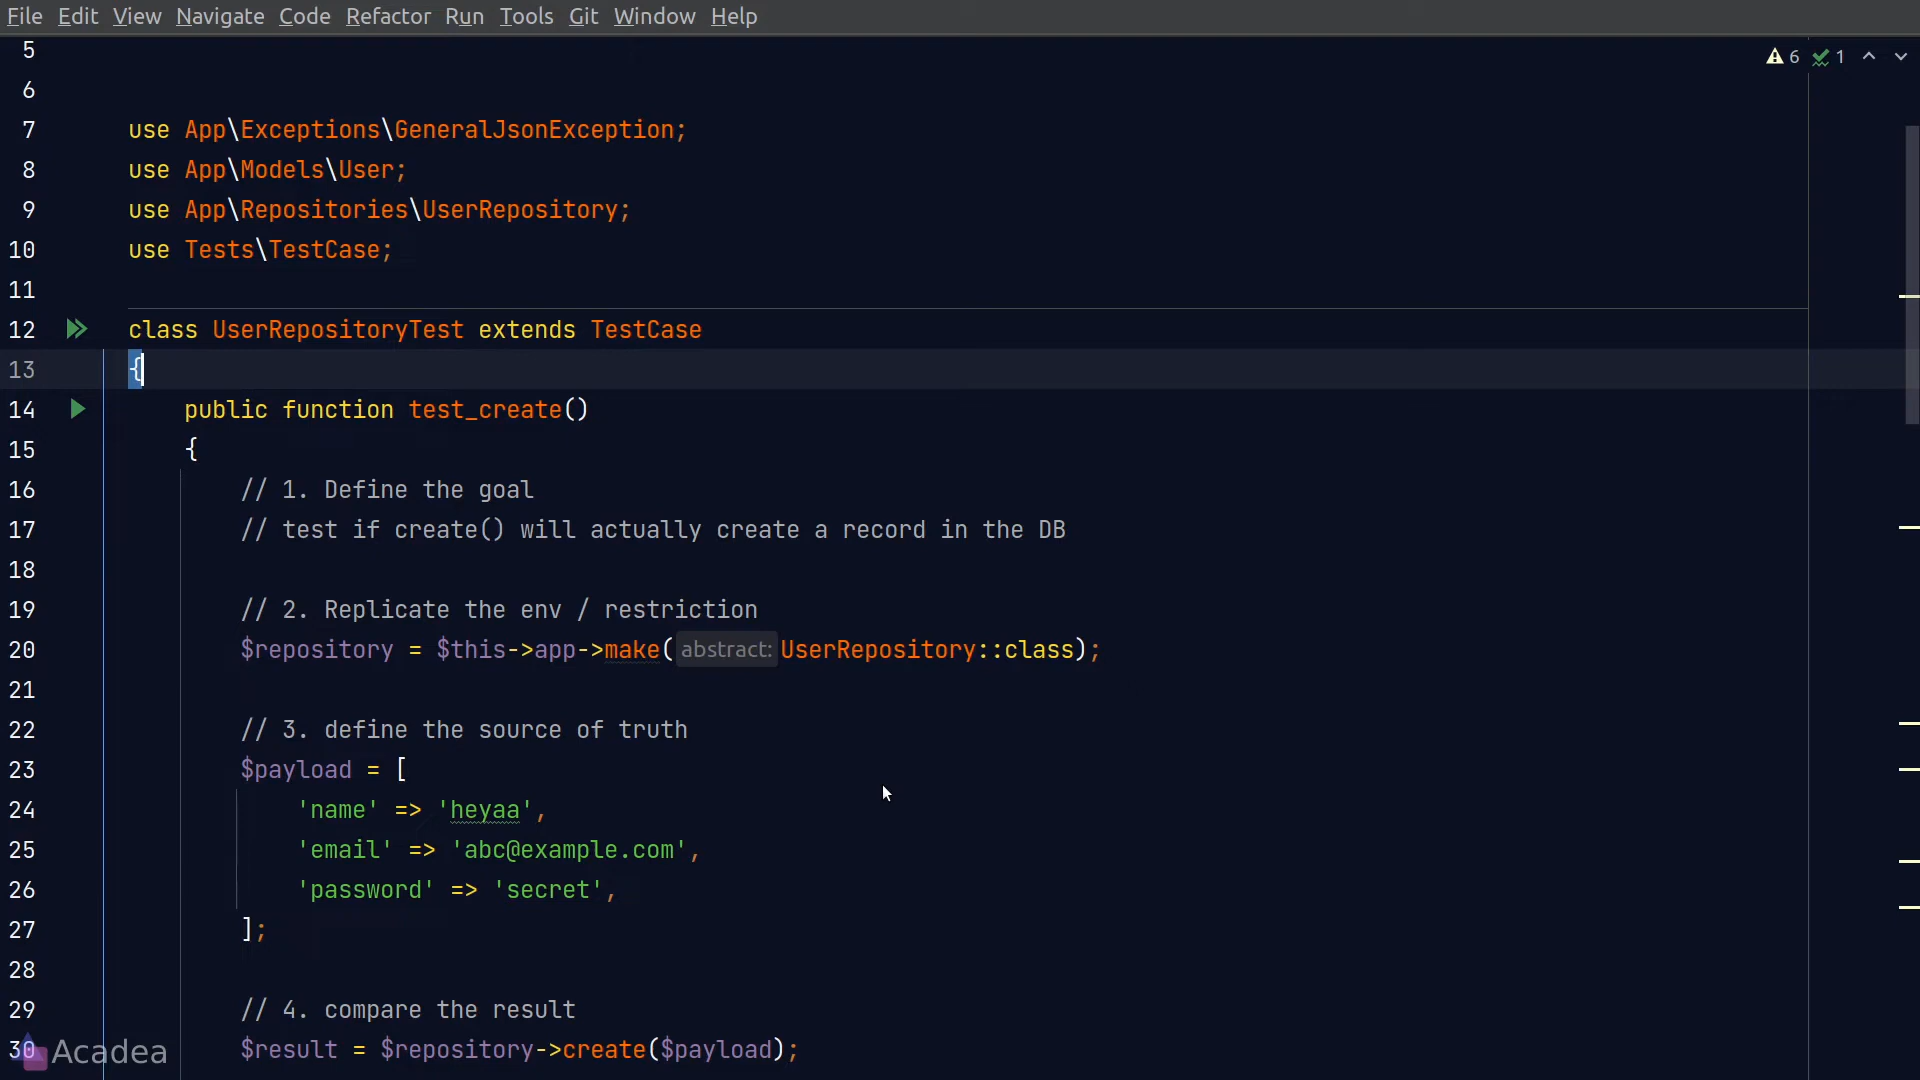 File Edit View Navigate Code Refactor Run Tools Git Window Help
6 1
5
6
7 use App\Exceptions\GeneralJsonException;
8 use App\Models\User;
9 use App\Repositories\UserRepository;
10 use Tests\TestCase;
11
12 class UserRepositoryTest extends TestCase
13 {
14 public function test_create()
15 {
16 // 1. Define the goal
17 // test if create() will actually create a record in the DB
18
19 // 2. Replicate the env / restriction
20 $repository = $this->app->make( abstract: UserRepository::class);
21
22 // 3. define the source of truth
23 $payload = [
24 'name' => 'heyaa',
25 'email' => 'abc@example.com',
26 'password' => 'secret',
27 ];
28
29 // 4. compare the result
30 $result = $repository->create($payload);
Acadea